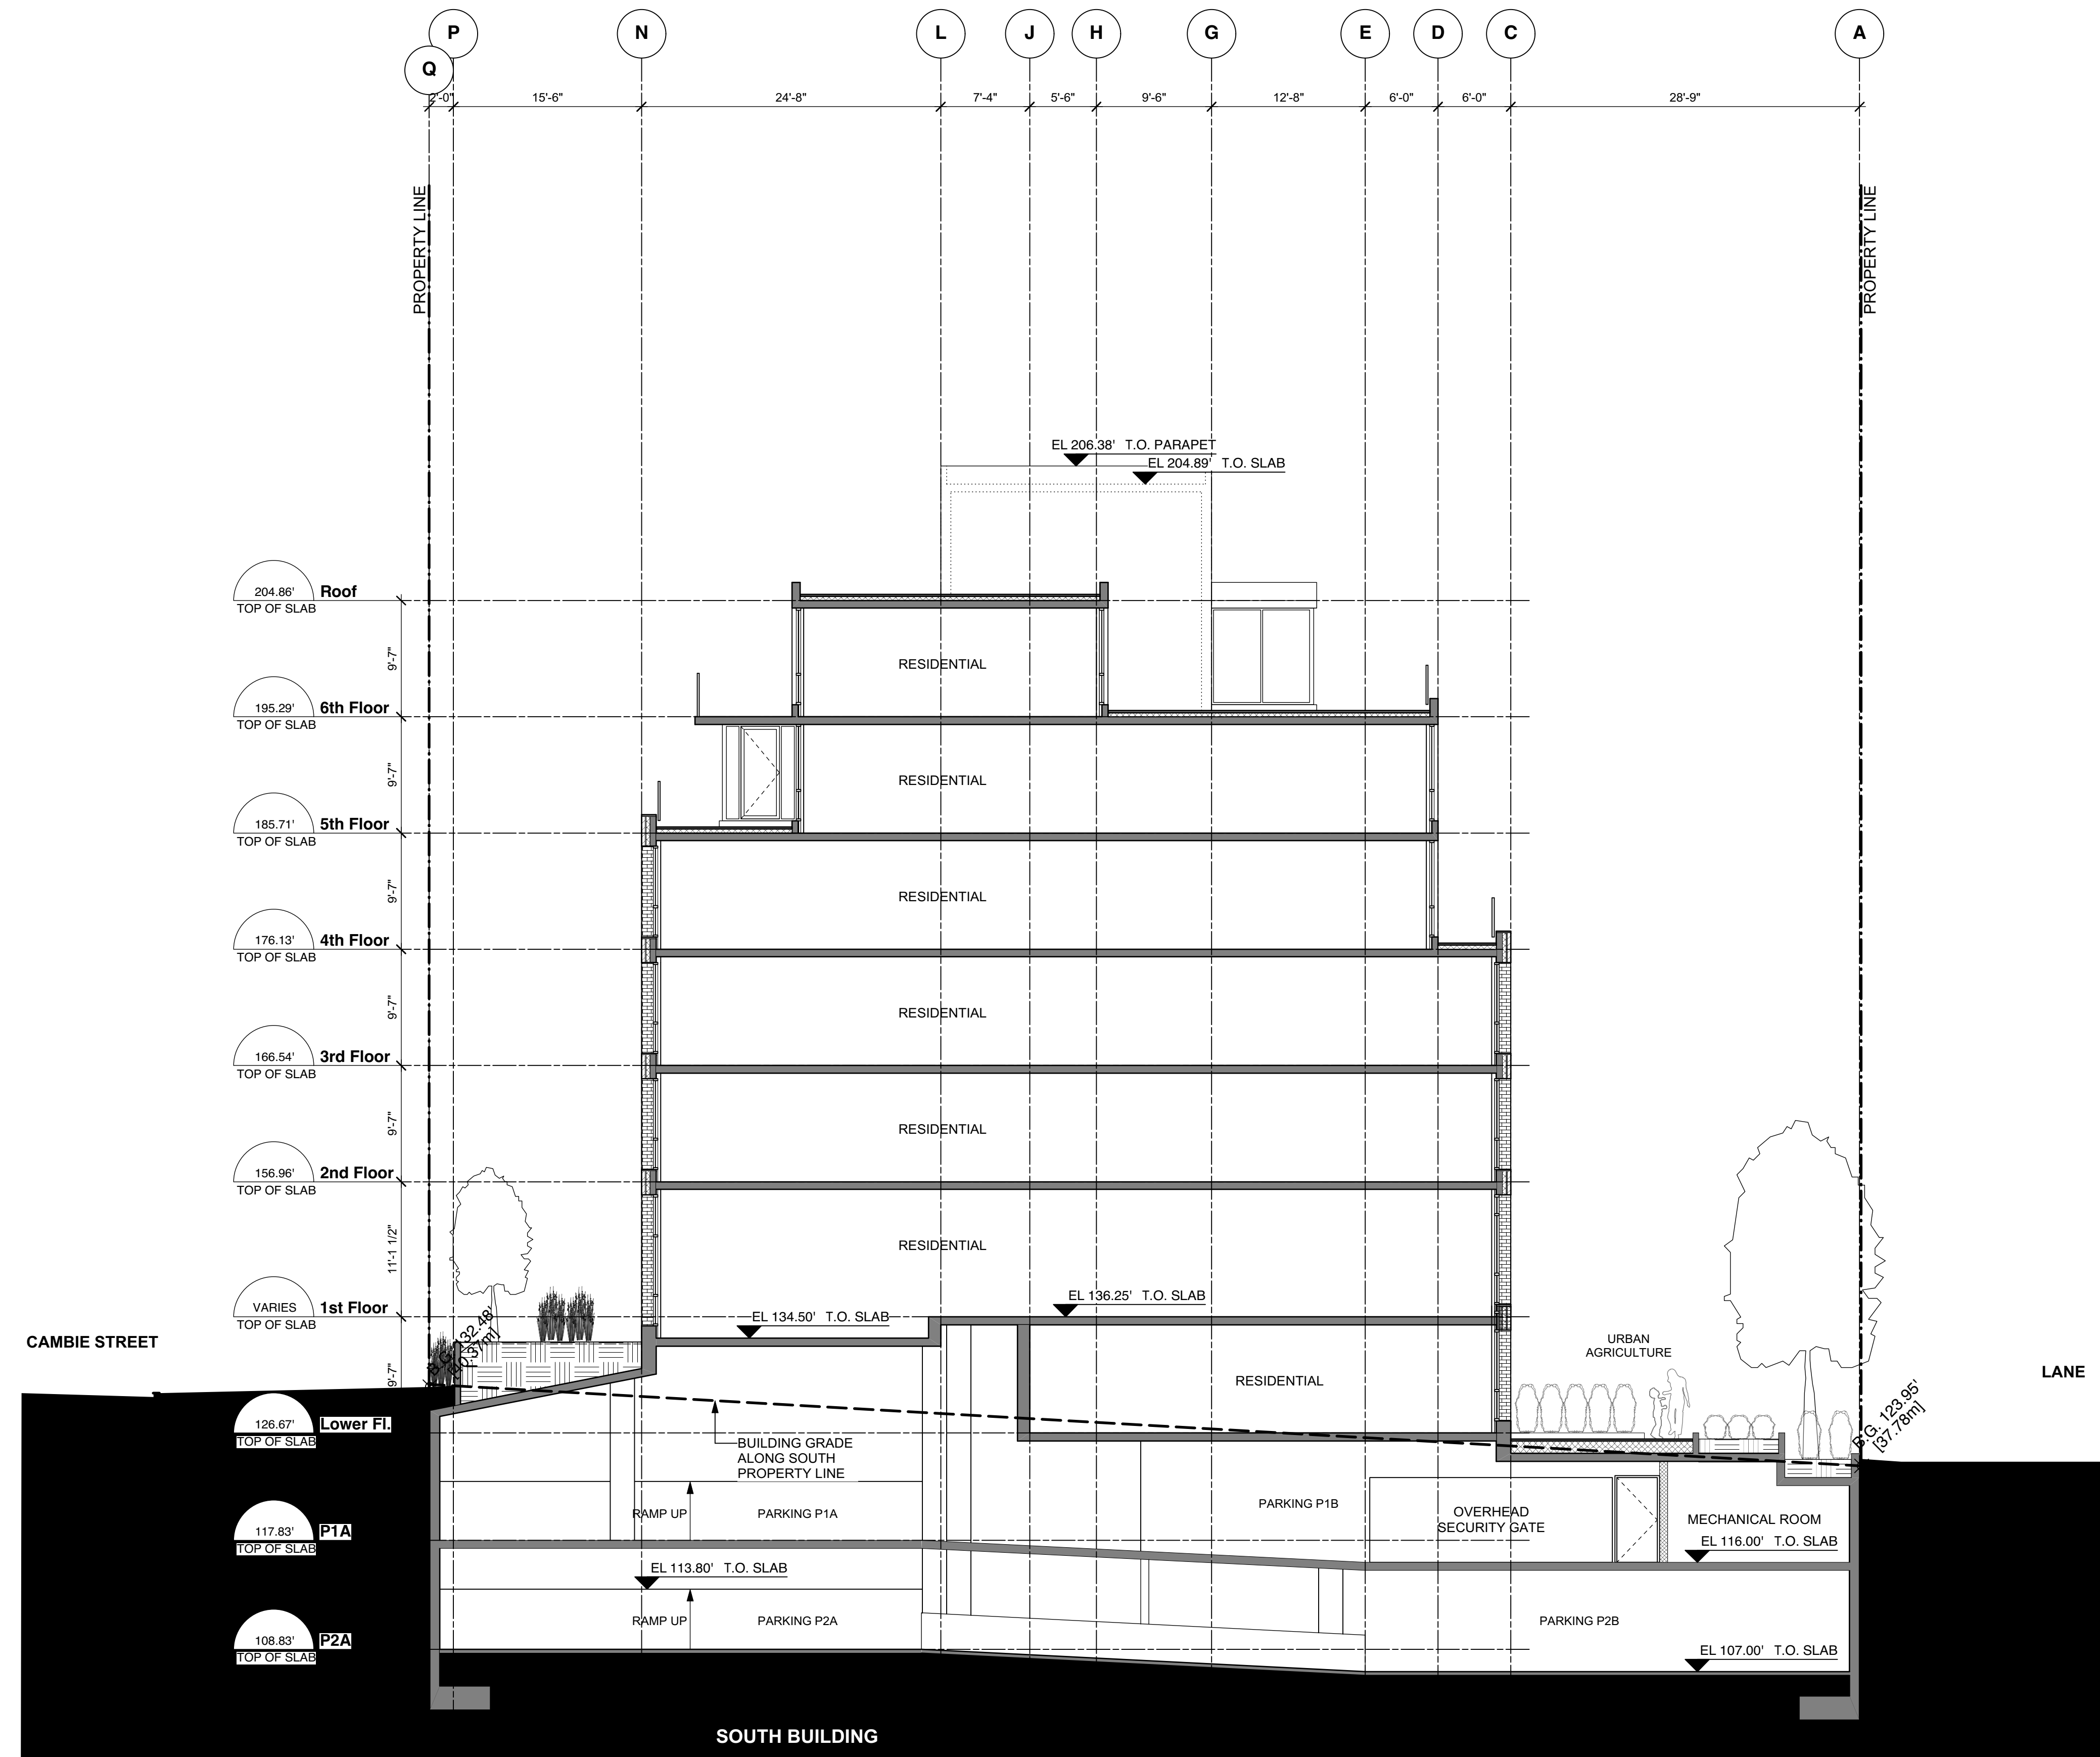 P
N
L
J
H
G
E
D
C
A
Q
2'-0"
15'-6"
24'-8"
7'-4"
5'-6"
9'-6"
12'-8"
6'-0"
6'-0"
28'-9"
PROPERTY LINE
PROPERTY LINE
EL 206.38' T.O. PARAPET
EL 204.89' T.O. SLAB
204.86' Roof
TOP OF SLAB
9'-7"
RESIDENTIAL
195.29' 6th Floor
TOP OF SLAB
9'-7"
RESIDENTIAL
185.71' 5th Floor
TOP OF SLAB
9'-7"
RESIDENTIAL
176.13' 4th Floor
TOP OF SLAB
9'-7"
RESIDENTIAL
166.54' 3rd Floor
TOP OF SLAB
9'-7"
RESIDENTIAL
156.96' 2nd Floor
TOP OF SLAB
11'-1 1/2"
RESIDENTIAL
VARIES 1st Floor
TOP OF SLAB
EL 134.50' T.O. SLAB
EL 136.25' T.O. SLAB
CAMBIE STREET
B.G. 132.48'
URBAN
AGRICULTURE
LANE
9'-7"
RESIDENTIAL
B.G. 123.95'
[37.78m]
126.67' Lower Fl.
TOP OF SLAB
BUILDING GRADE
ALONG SOUTH
PROPERTY LINE
RAMP UP
PARKING P1A
PARKING P1B
OVERHEAD
SECURITY GATE
MECHANICAL ROOM
EL 116.00' T.O. SLAB
117.83' P1A
TOP OF SLAB
EL 113.80' T.O. SLAB
RAMP UP
PARKING P2A
PARKING P2B
108.83' P2A
TOP OF SLAB
EL 107.00' T.O. SLAB
SOUTH BUILDING